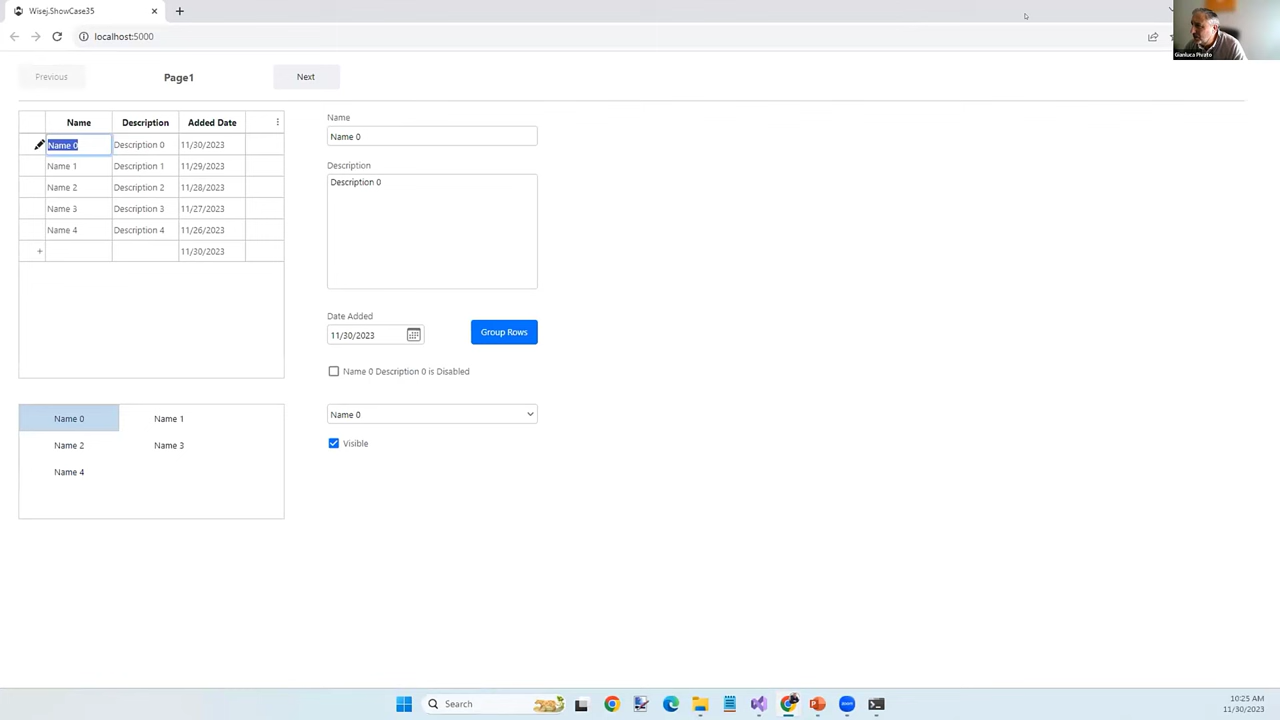 Wisej.ShowCase35
localhost:5000
Gianluca Pivato
Previous
Page1
Next
Name Description Added Date
Name 0 Description 0 11/30/2023
Name 1 Description 1 11/29/2023
Name 2 Description 2 11/28/2023
Name 3 Description 3 11/27/2023
Name 4 Description 4 11/26/2023
11/30/2023
Name
Name 0
Description
Description 0
Date Added
11/30/2023
Group Rows
Name 0 Description 0 is Disabled
Name 0
Visible
Name 0 Name 1
Name 2 Name 3
Name 4
Search
zoom
10:25 AM
11/30/2023